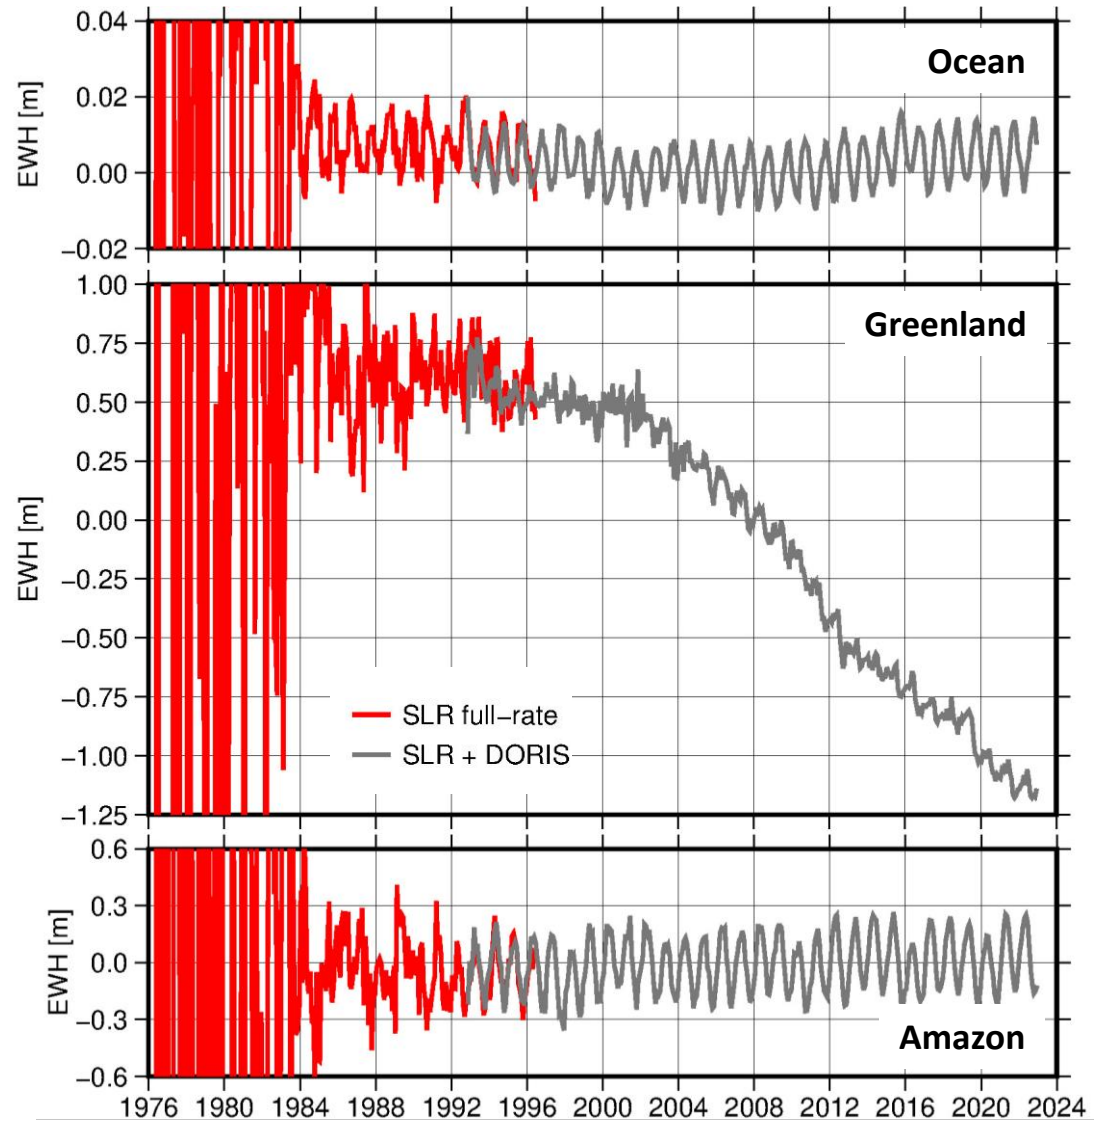 0.04
0.02
0.00
−0.02
EWH [m]
Ocean
1.00
0.75
0.50
0.25
0.00
−0.25
−0.50
−0.75
−1.00
−1.25
EWH [m]
Greenland
SLR full−rate
SLR + DORIS
0.6
0.3
0.0
−0.3
−0.6
EWH [m]
Amazon
1976 1980 1984 1988 1992 1996 2000 2004 2008 2012 2016 2020 2024